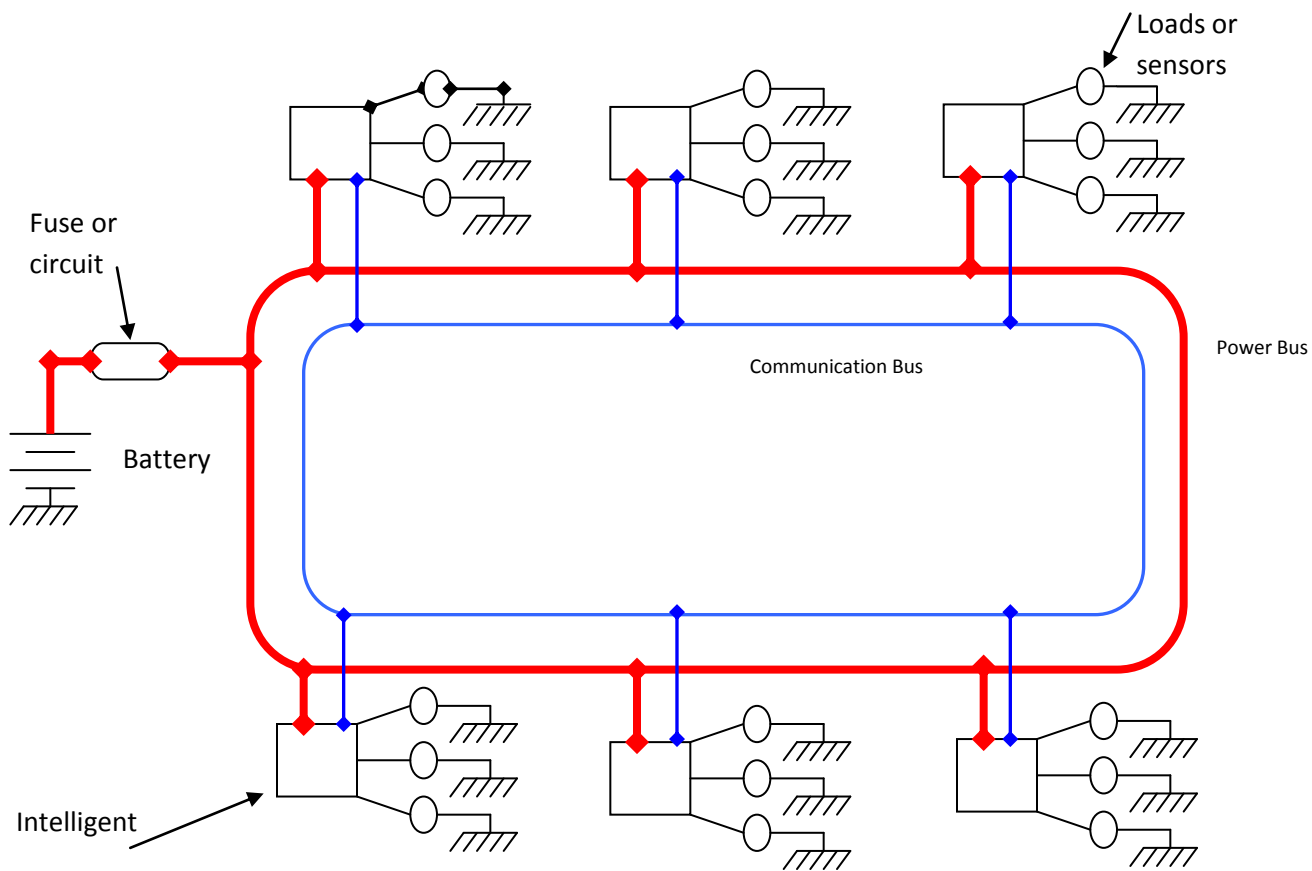 Loads or
sensors
Fuse or
circuit
Communication Bus
Power Bus
Battery
Intelligent